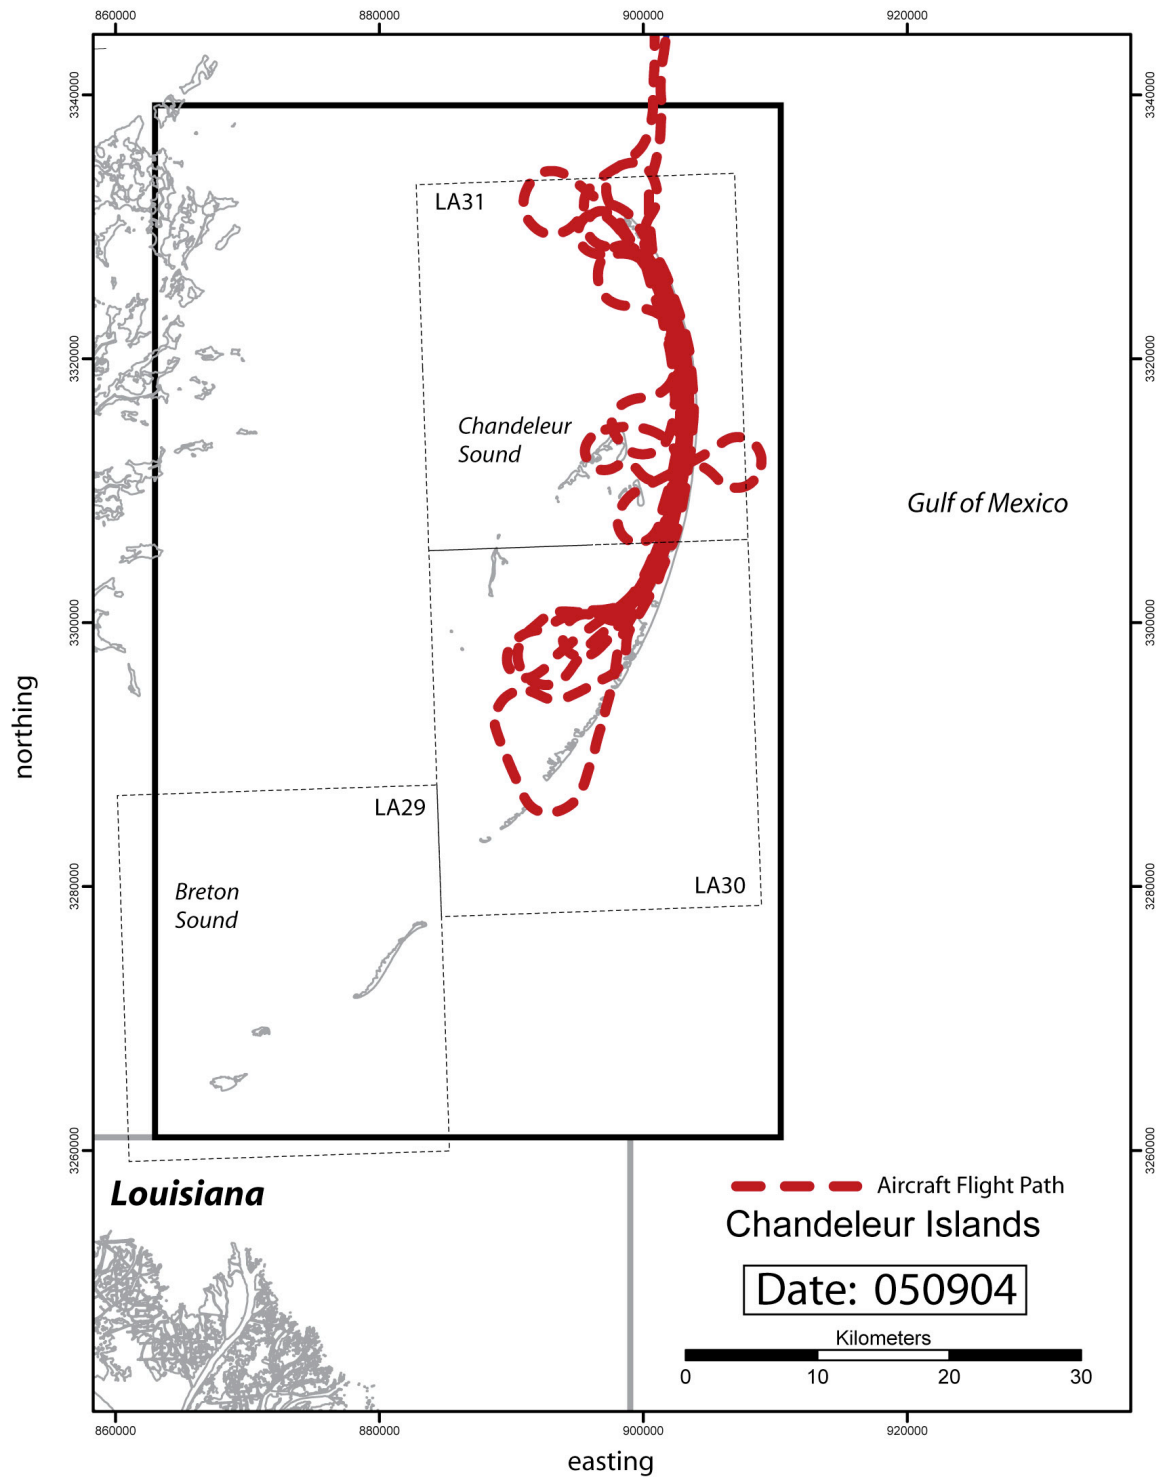 860000
880000
900000
920000
3340000
3340000
LA31
3320000
3320000
Chandeleur
Sound
Gulf of Mexico
3300000
3300000
northing
LA29
LA30
3280000
3280000
Breton
Sound
3260000
3260000
Louisiana
Aircraft Flight Path
Chandeleur Islands
Date: 050904
Kilometers
0
10
20
30
860000
880000
900000
920000
easting